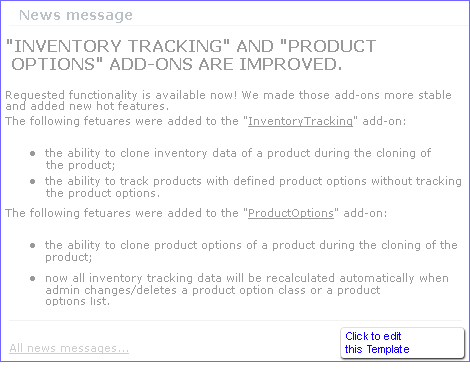 News message
"INVENTORY TRACKING" AND "PRODUCT
OPTIONS" ADD-ONS ARE IMPROVED.
Requested functionality is available now! We made those add-ons more stable
and added new hot features.
The following fetuares were added to the "InventoryTracking" add-on:
• the ability to clone inventory data of a product during the cloning of
the product;
• the ability to track products with defined product options without tracking
the product options.
The following fetuares were added to the "ProductOptions" add-on:
• the ability to clone product options of a product during the cloning of the
product;
• now all inventory tracking data will be recalculated automatically when
admin changes/deletes a product option class or a product
options list.
All news messages...
Click to edit
this Template